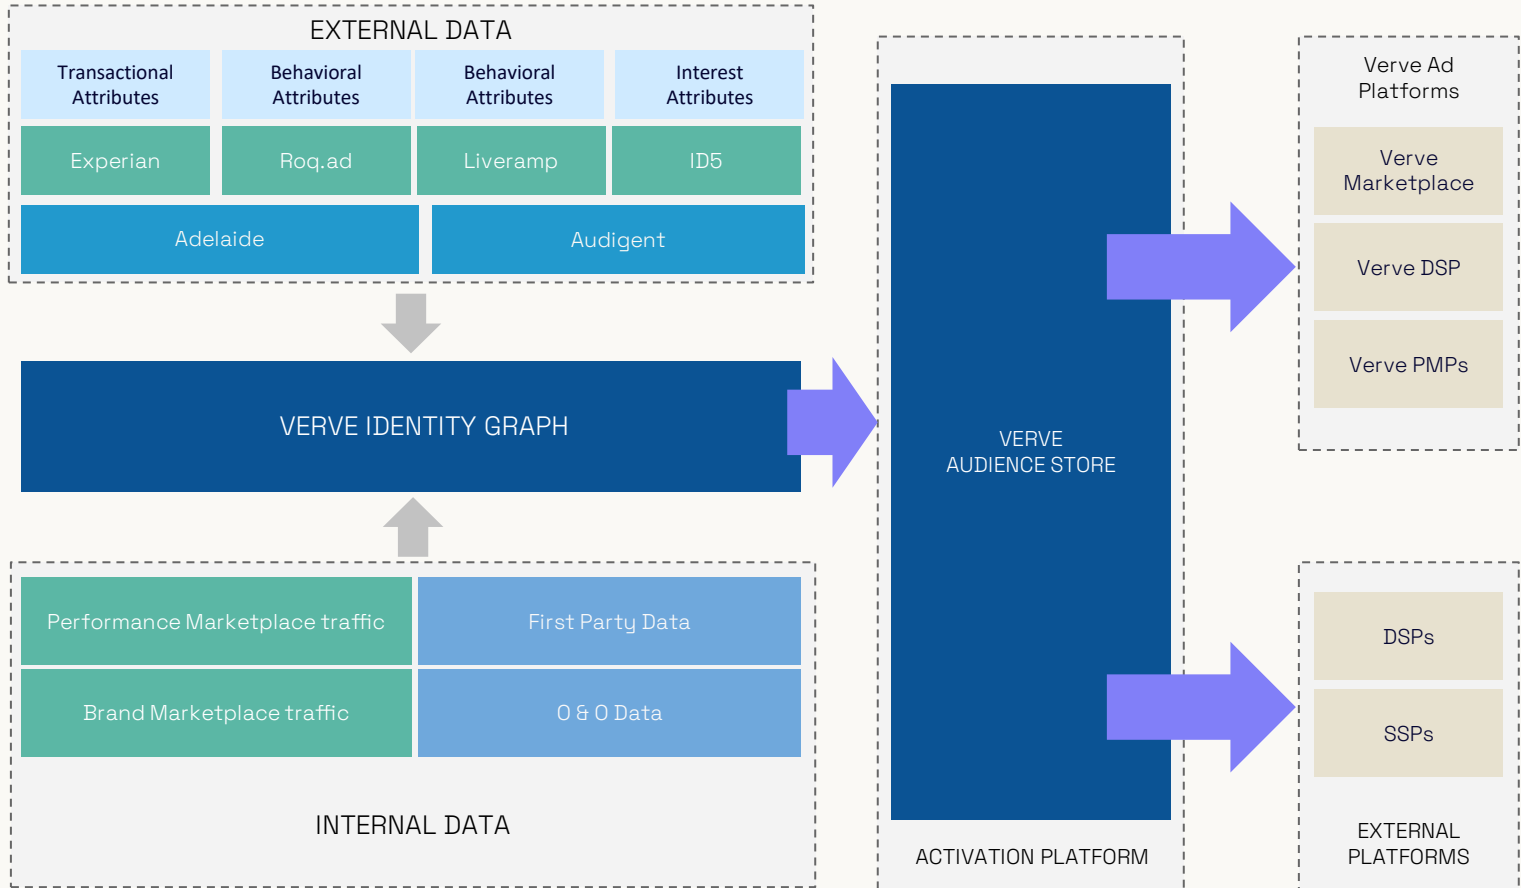 EXTERNAL DATA
Transactional
Attributes
Behavioral
Attributes
Behavioral
Attributes
Interest
Attributes
Experian
Roq.ad
Liveramp
ID5
Adelaide
Audigent
VERVE IDENTITY GRAPH
Performance Marketplace traffic
First Party Data
Brand Marketplace traffic
O & O Data
INTERNAL DATA
VERVE
AUDIENCE STORE
ACTIVATION PLATFORM
Verve Ad
Platforms
Verve
Marketplace
Verve DSP
Verve PMPs
DSPs
SSPs
EXTERNAL
PLATFORMS